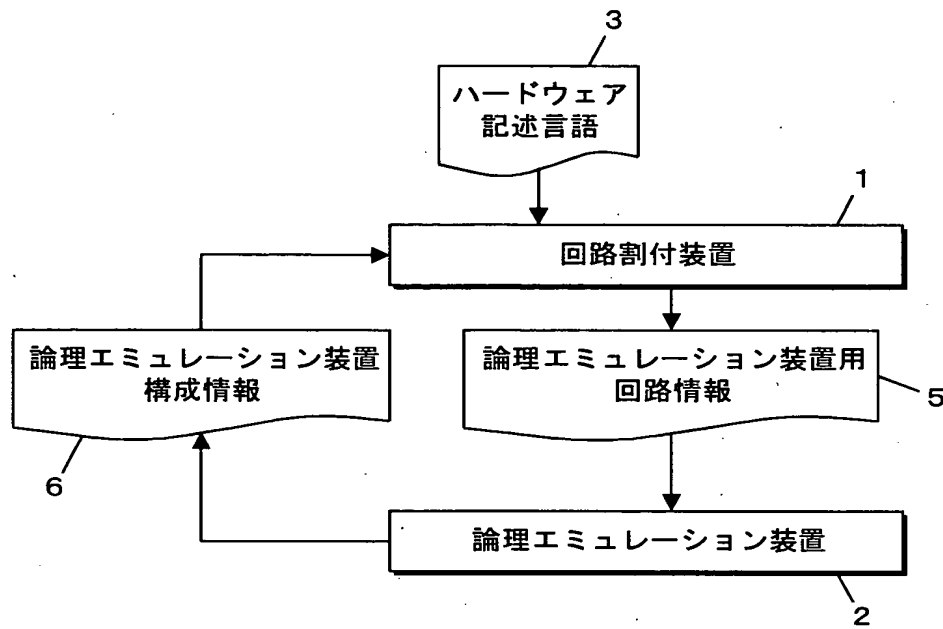 3
ハードウェア
記述言語
1
回路割付装置
論理エミュレーション装置
構成情報
論理エミュレーション装置用
回路情報
5
6
論理エミュレーション装置
2